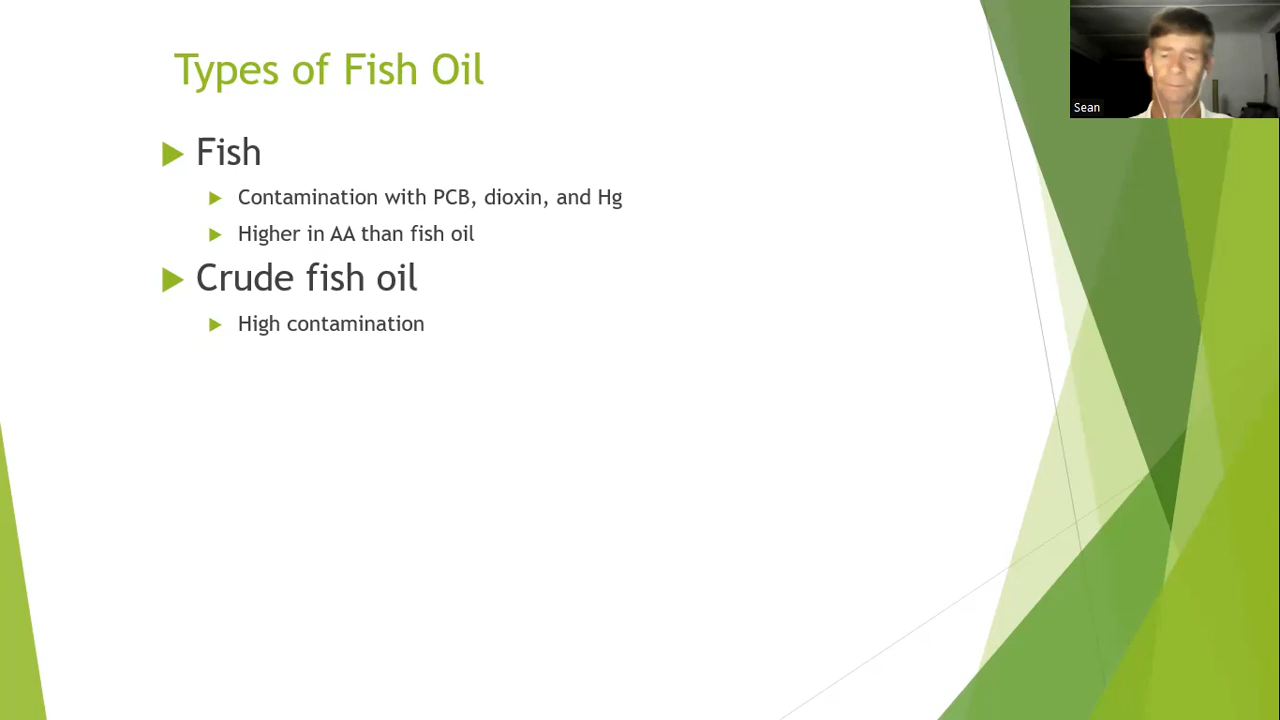 Types of Fish Oil
Sean
Fish
Contamination with PCB, dioxin, and Hg
Higher in AA than fish oil
Crude fish oil
High contamination